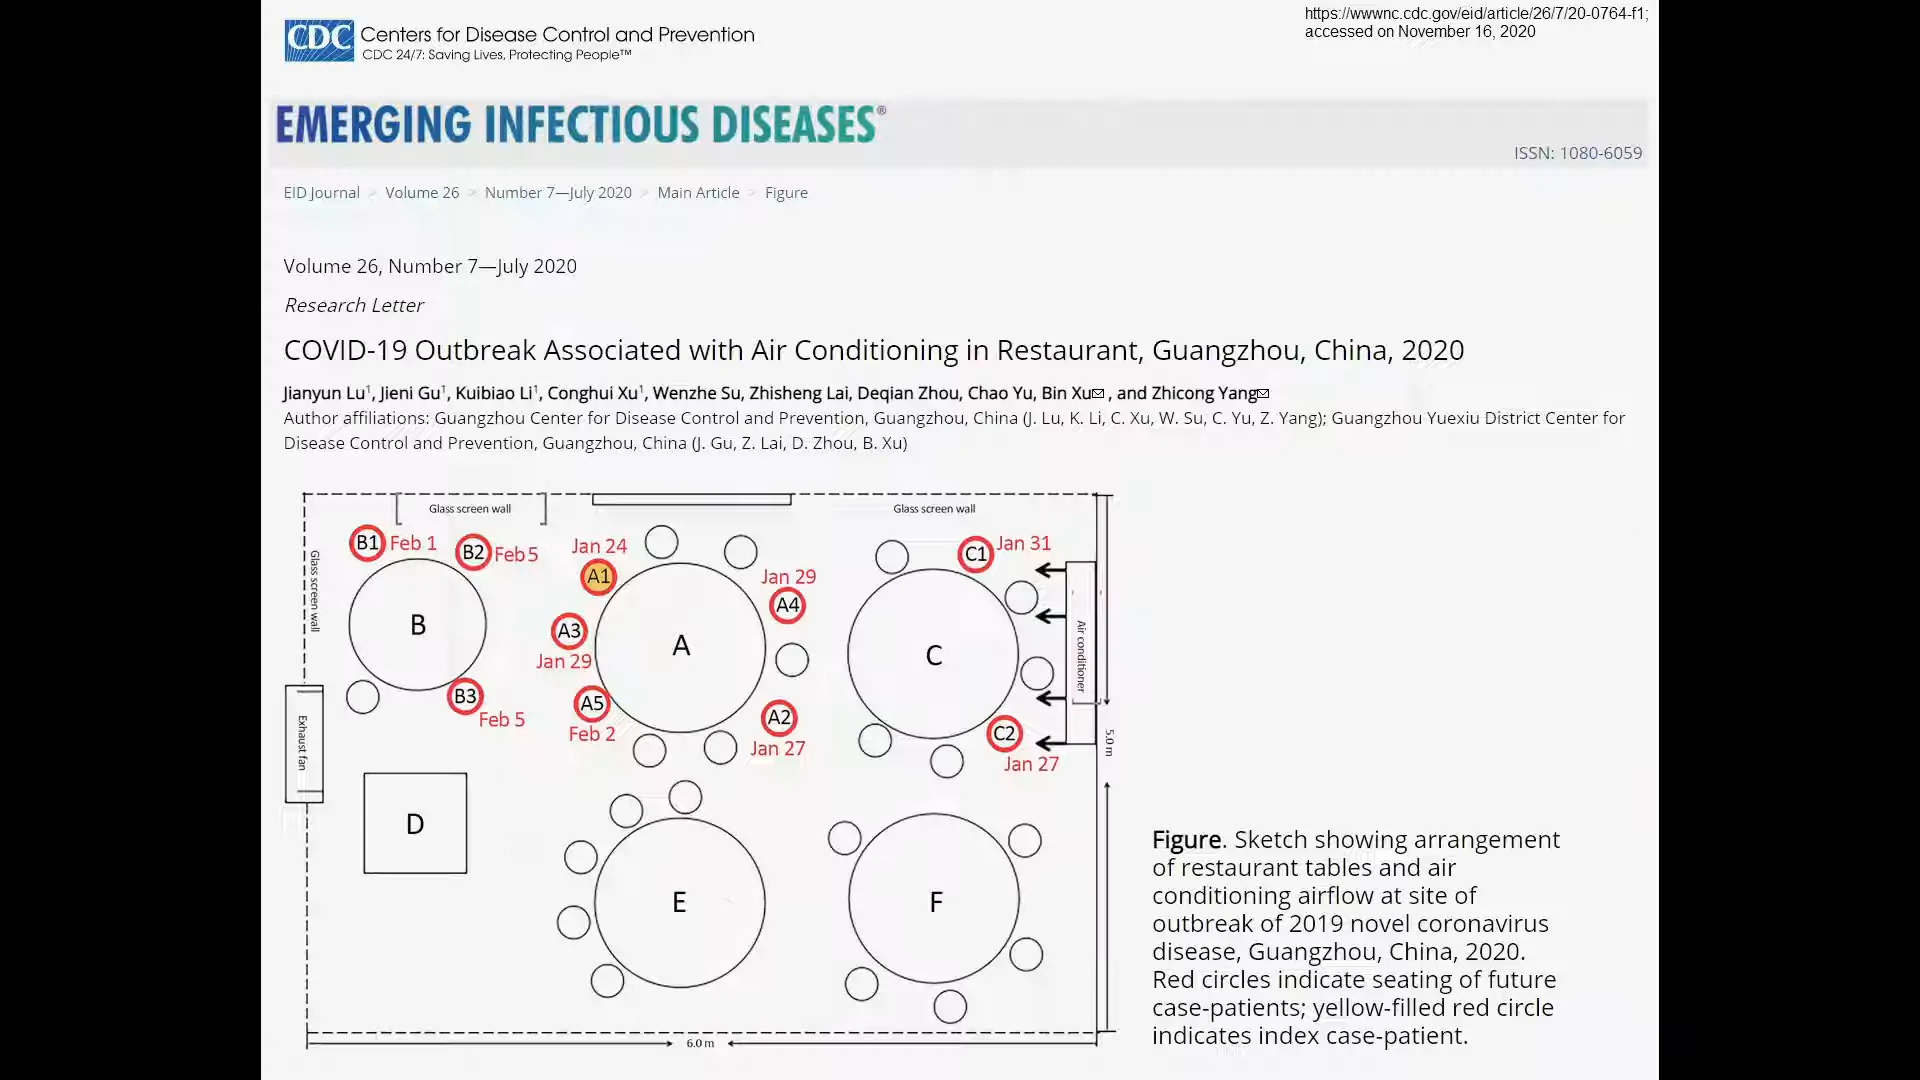 https://wwwnc.cdc.gov/eid/article/26/7/20-0764-f1;
accessed on November 16, 2020
CDC
Centers for Disease Control and Prevention
CDC 24/7: Saving Lives, Protecting People™
EMERGING INFECTIOUS DISEASES®
ISSN: 1080-6059
EID Journal > Volume 26 > Number 7—July 2020 > Main Article > Figure
Volume 26, Number 7—July 2020
Research Letter
COVID-19 Outbreak Associated with Air Conditioning in Restaurant, Guangzhou, China, 2020
Jianyun Lu1, Jieni Gu1, Kuibiao Li1, Conghui Xu1, Wenzhe Su, Zhisheng Lai, Deqian Zhou, Chao Yu, Bin Xu✉, and Zhicong Yang✉
Author affiliations: Guangzhou Center for Disease Control and Prevention, Guangzhou, China (J. Lu, K. Li, C. Xu, W. Su, C. Yu, Z. Yang); Guangzhou Yuexiu District Center for
Disease Control and Prevention, Guangzhou, China (J. Gu, Z. Lai, D. Zhou, B. Xu)
Glass screen wall
Glass screen wall
Glass screen wall
B1 Feb 1
B2 Feb 5
B
B3
Feb 5
Jan 24
A1
A3
Jan 29
A5
Feb 2
A
Jan 29
A4
A2
Jan 27
C1 Jan 31
C
C2
Jan 27
Air conditioner
Exhaust fan
D
E
F
5.0 m
6.0 m
Figure. Sketch showing arrangement
of restaurant tables and air
conditioning airflow at site of
outbreak of 2019 novel coronavirus
disease, Guangzhou, China, 2020.
Red circles indicate seating of future
case-patients; yellow-filled red circle
indicates index case-patient.